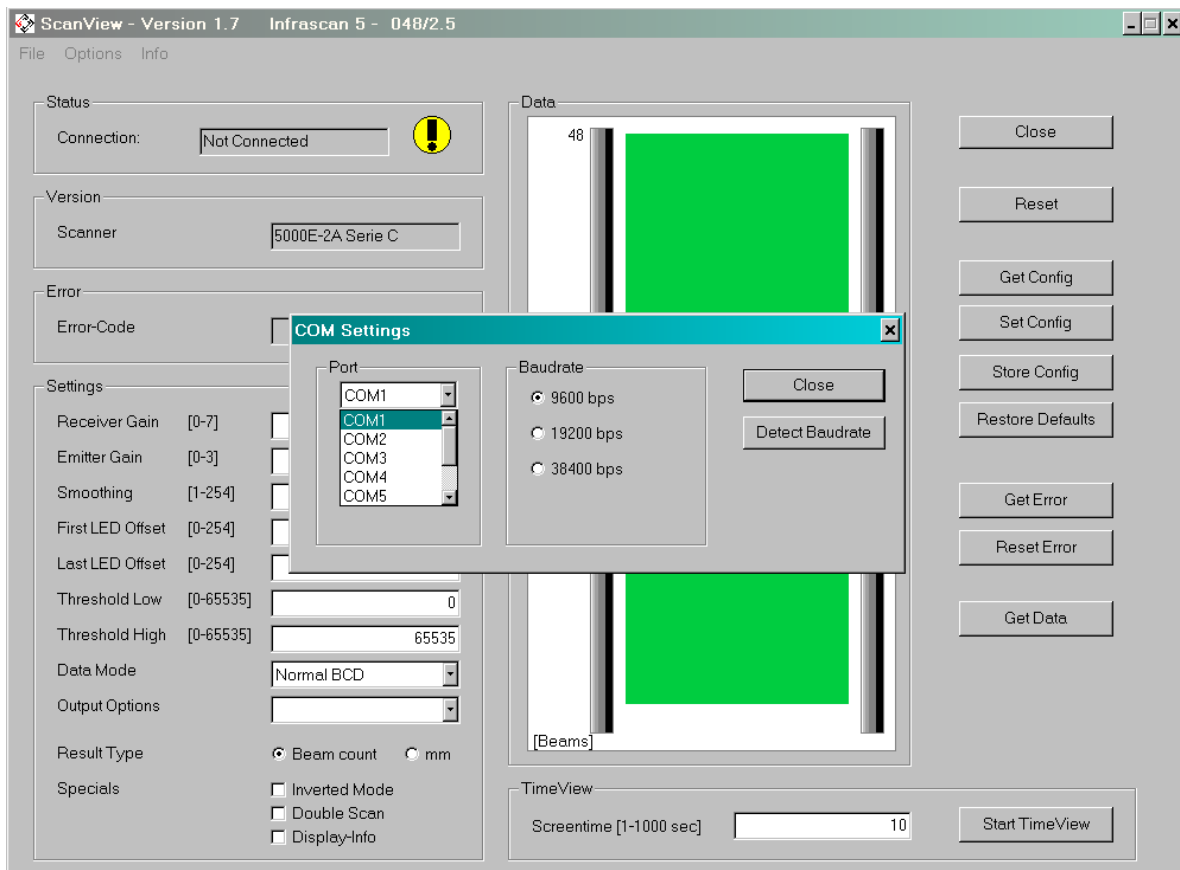 ScanView - Version 1.7 Infrascan 5 - 048/2.5
File Options Info
Status
Connection: Not Connected
Version
Scanner 5000E-2A Serie C
Error
Error-Code
Settings
Receiver Gain [0-7]
Emitter Gain [0-3]
Smoothing [1-254]
First LED Offset [0-254]
Last LED Offset [0-254]
Threshold Low [0-65535] 0
Threshold High [0-65535] 65535
Data Mode Normal BCD
Output Options
Result Type Beam count mm
Specials Inverted Mode
Double Scan
Display-Info
Data
48
[Beams]
COM Settings
Port
COM1
COM1
COM2
COM3
COM4
COM5
Baudrate
9600 bps
19200 bps
38400 bps
Close
Detect Baudrate
TimeView
Screentime [1-1000 sec] 10
Start TimeView
Close
Reset
Get Config
Set Config
Store Config
Restore Defaults
Get Error
Reset Error
Get Data